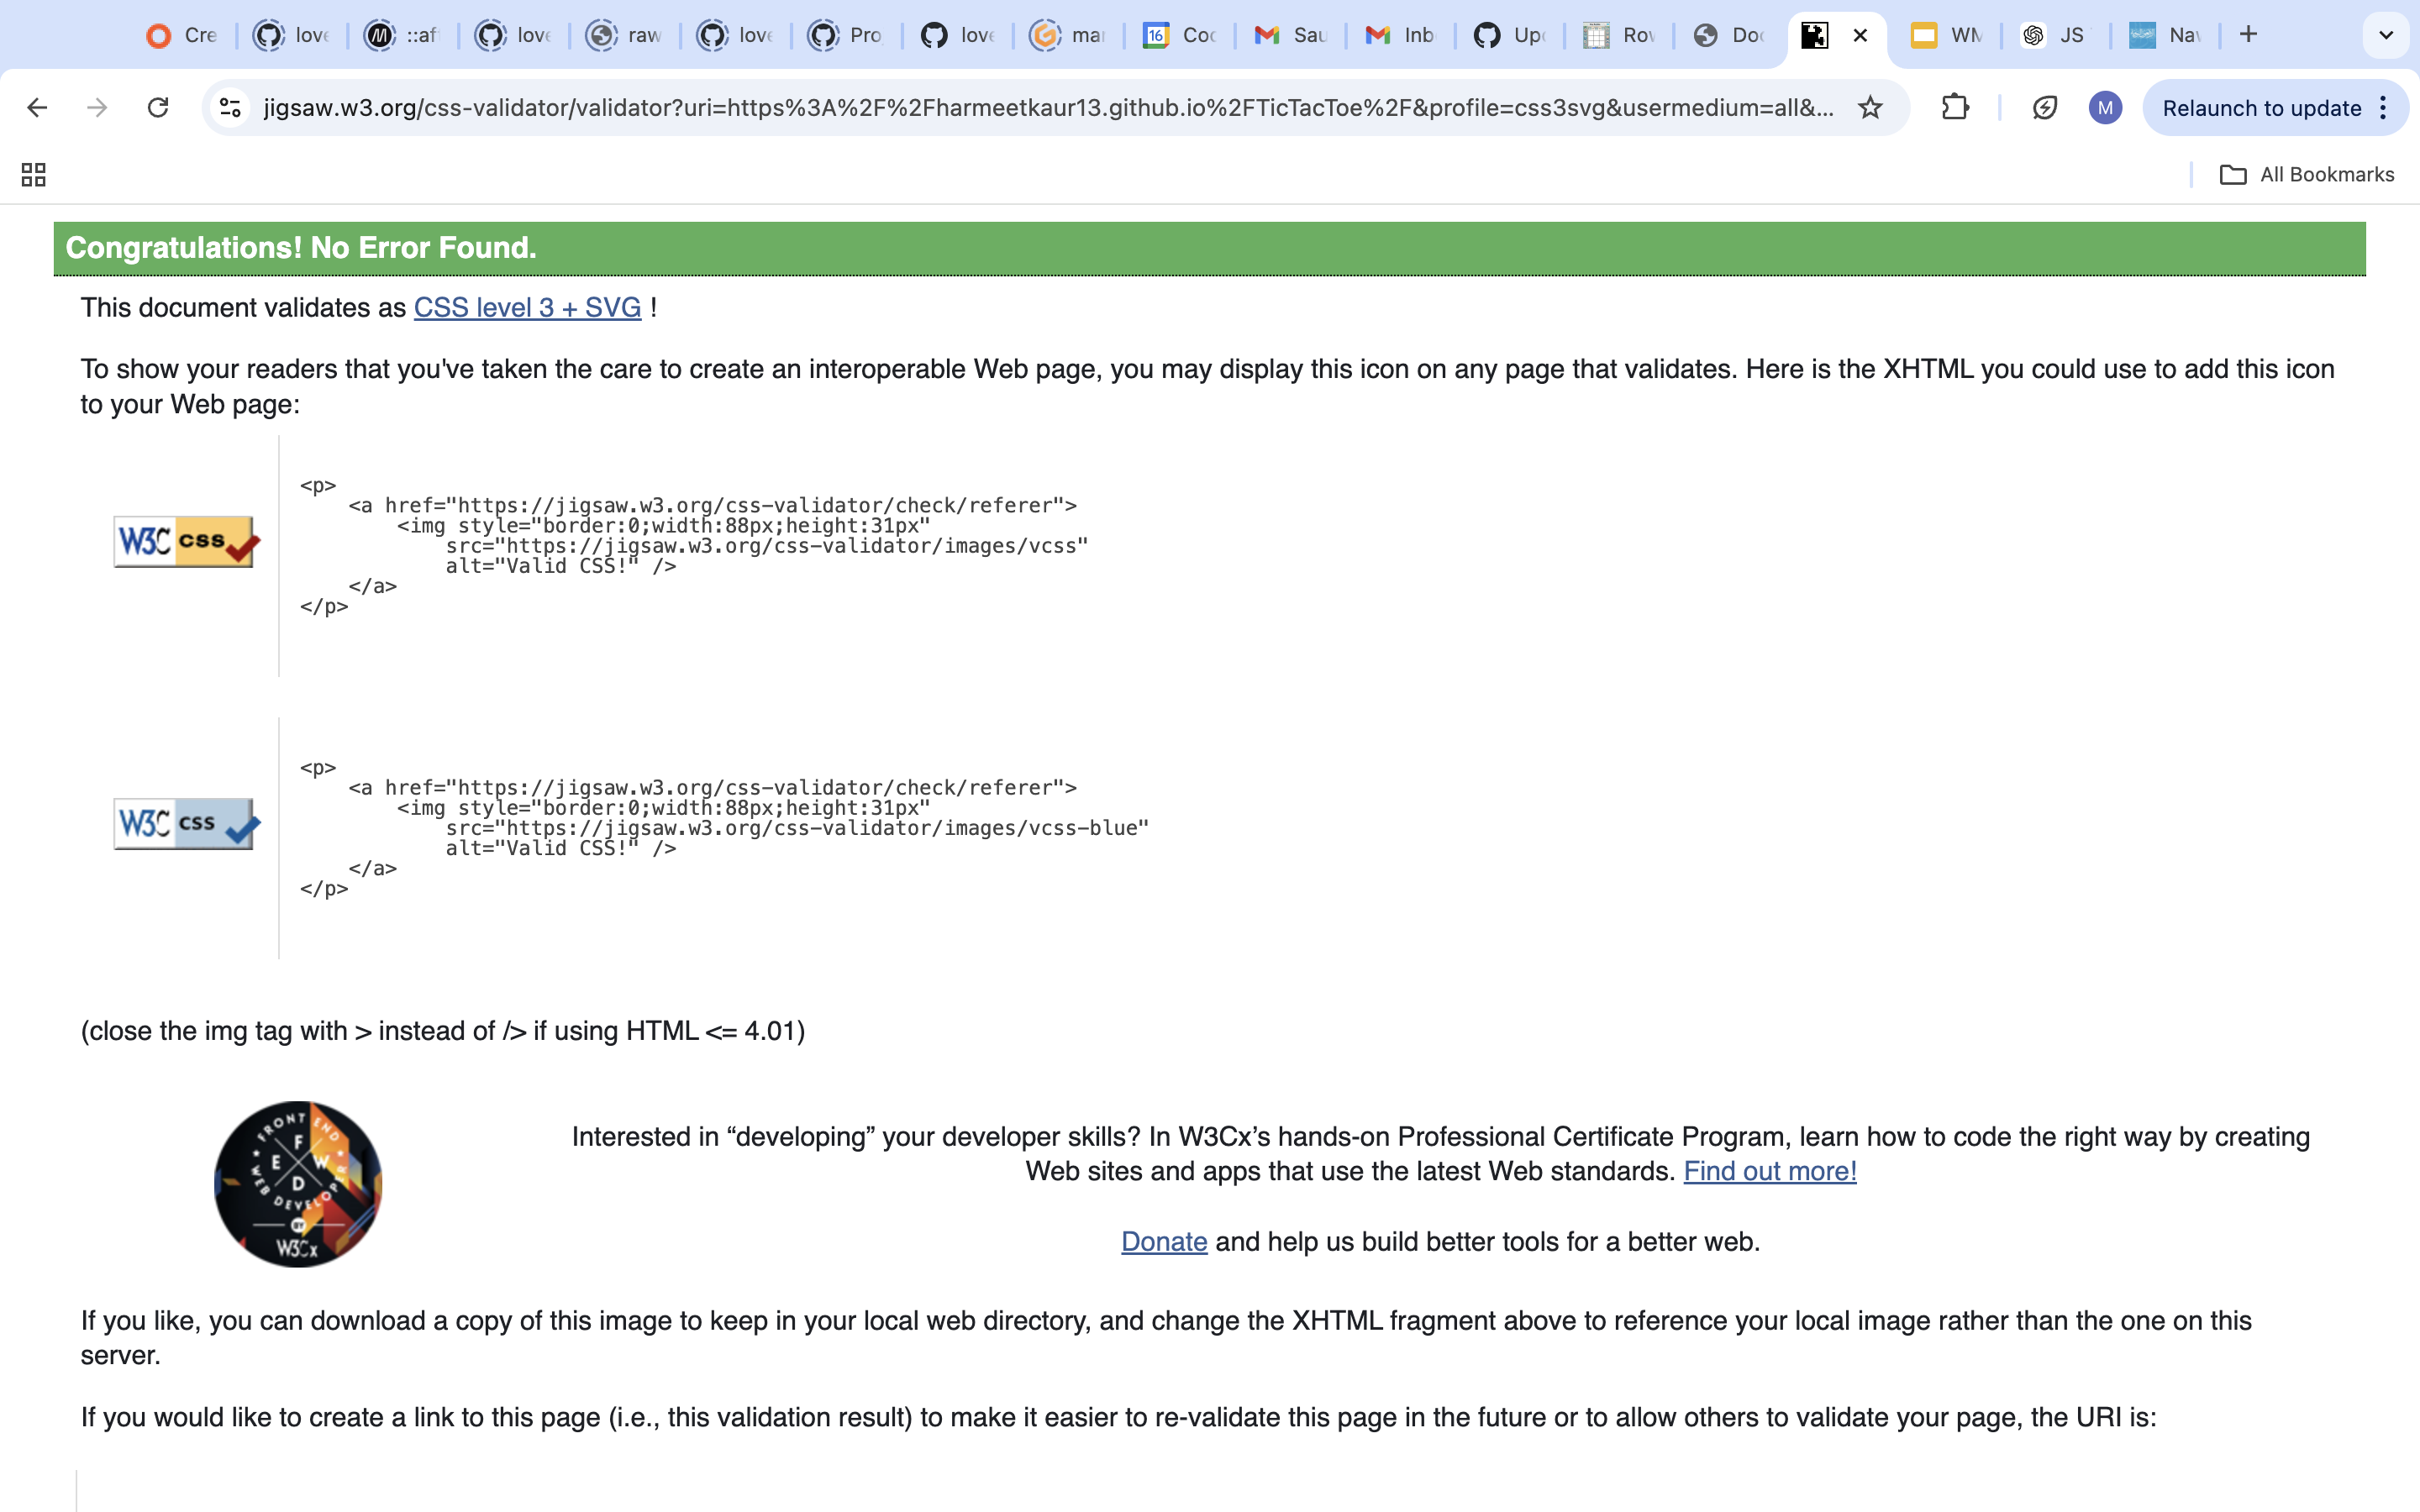 Cre
love
::af
love
raw
love
Pro
love
mar
16
Coc
Sau
Inb
Up
Rov
Doc
WM
JS
Nav
jigsaw.w3.org/css-validator/validator?uri=https%3A%2F%2Fharmeetkaur13.github.io%2FTicTacToe%2F&profile=css3svg&usermedium=all&...
M
Relaunch to update
All Bookmarks
Congratulations! No Error Found.
This document validates as CSS level 3 + SVG !
To show your readers that you've taken the care to create an interoperable Web page, you may display this icon on any page that validates. Here is the XHTML you could use to add this icon
to your Web page:
W3C css
<p>
<a href="https://jigsaw.w3.org/css-validator/check/referer">
<img style="border:0;width:88px;height:31px"
src="https://jigsaw.w3.org/css-validator/images/vcss"
alt="Valid CSS!" />
</a>
</p>
W3C css
<p>
<a href="https://jigsaw.w3.org/css-validator/check/referer">
<img style="border:0;width:88px;height:31px"
src="https://jigsaw.w3.org/css-validator/images/vcss-blue"
alt="Valid CSS!" />
</a>
</p>
(close the img tag with > instead of /> if using HTML <= 4.01)
FRONT END
F E W D
WEB DEVELOPER
BY
W3Cx
Interested in “developing” your developer skills? In W3Cx’s hands-on Professional Certificate Program, learn how to code the right way by creating
Web sites and apps that use the latest Web standards. Find out more!
Donate and help us build better tools for a better web.
If you like, you can download a copy of this image to keep in your local web directory, and change the XHTML fragment above to reference your local image rather than the one on this
server.
If you would like to create a link to this page (i.e., this validation result) to make it easier to re-validate this page in the future or to allow others to validate your page, the URI is: